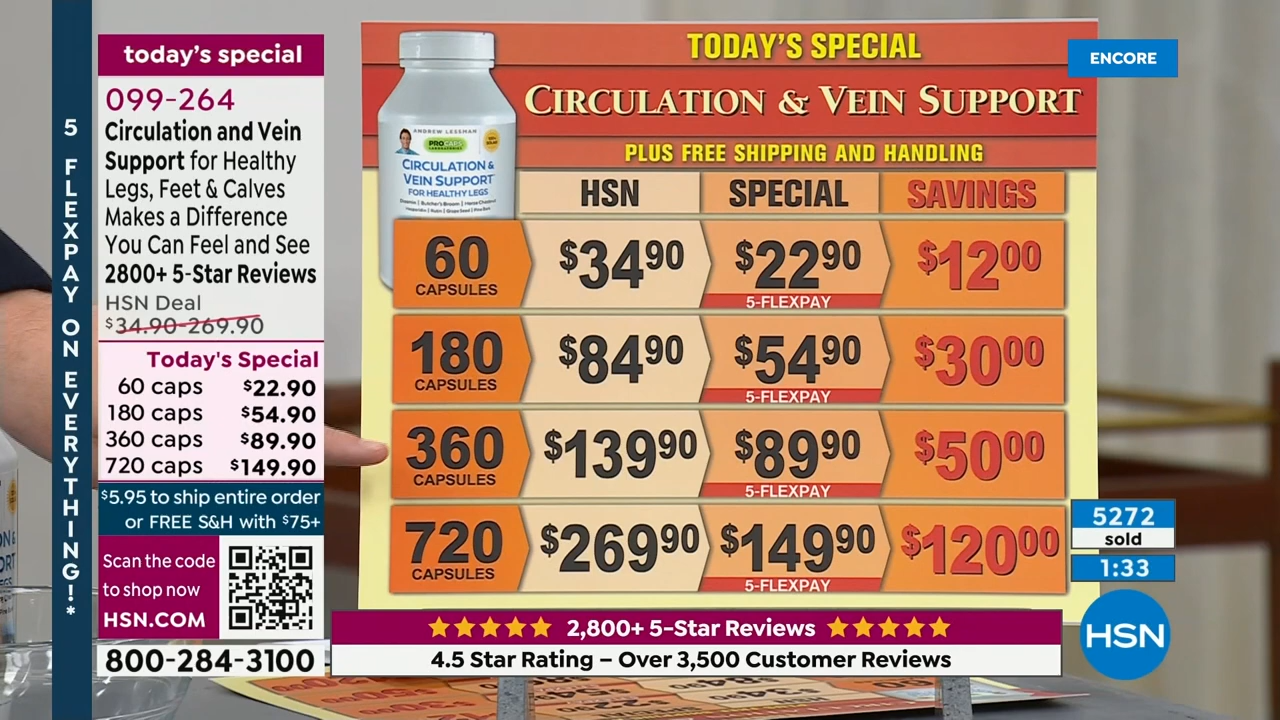 5 FLEXPAY ON EVERYTHING!*
today's special
099-264
Circulation and Vein
Support for Healthy
Legs, Feet & Calves
Makes a Difference
You Can Feel and See
2800+ 5-Star Reviews
HSN Deal
$34.90-269.90
Today's Special
60 caps $22.90
180 caps $54.90
360 caps $89.90
720 caps $149.90
$5.95 to ship entire order
or FREE S&H with $75+
Scan the code
to shop now
HSN.COM
800-284-3100
TODAY'S SPECIAL
CIRCULATION & VEIN SUPPORT
PLUS FREE SHIPPING AND HANDLING
ANDREW LESSMAN
PROCAPS
LABORATORIES
CIRCULATION &
VEIN SUPPORT
FOR HEALTHY LEGS
HSN SPECIAL SAVINGS
60 CAPSULES $34.90 $22.90 5-FLEXPAY $12.00
180 CAPSULES $84.90 $54.90 5-FLEXPAY $30.00
360 CAPSULES $139.90 $89.90 5-FLEXPAY $50.00
720 CAPSULES $269.90 $149.90 5-FLEXPAY $120.00
ENCORE
5272
sold
1:33
HSN
2,800+ 5-Star Reviews
4.5 Star Rating – Over 3,500 Customer Reviews